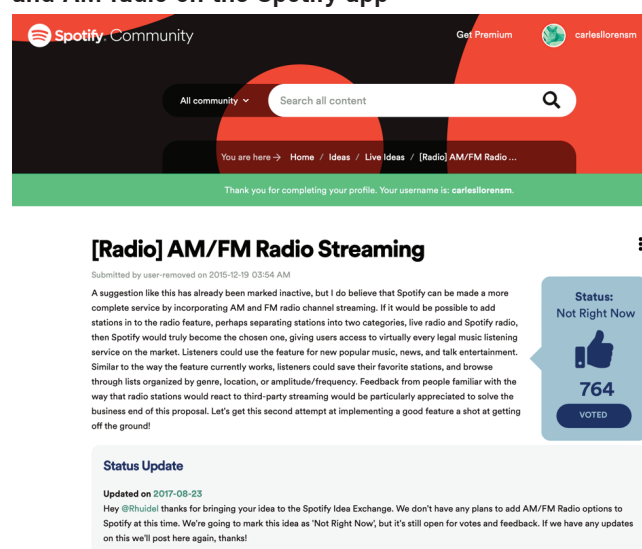 and AM radio on the Spotify app
Spotify Community
Get Premium
carlesllorensm
All community
Search all content
You are here → Home / Ideas / Live Ideas / [Radio] AM/FM Radio ...
Thank you for completing your profile. Your username is: carlesllorensm.
[Radio] AM/FM Radio Streaming
Submitted by user-removed on 2015-12-19 03:54 AM
A suggestion like this has already been marked inactive, but I do believe that Spotify can be made a more
complete service by incorporating AM and FM radio channel streaming. If it would be possible to add
stations in to the radio feature, perhaps separating stations into two categories, live radio and Spotify radio,
then Spotify would truly become the chosen one, giving users access to virtually every legal music listening
service on the market. Listeners could use the feature for new popular music, news, and talk entertainment.
Similar to the way the feature currently works, listeners could save their favorite stations, and browse
through lists organized by genre, location, or amplitude/frequency. Feedback from people familiar with the
way that radio stations would react to third-party streaming would be particularly appreciated to solve the
business end of this proposal. Let's get this second attempt at implementing a good feature a shot at getting
off the ground!
Status:
Not Right Now
764
VOTED
Status Update
Updated on 2017-08-23
Hey @Rhuidel thanks for bringing your idea to the Spotify Idea Exchange. We don't have any plans to add AM/FM Radio options to
Spotify at this time. We're going to mark this idea as 'Not Right Now', but it's still open for votes and feedback. If we have any updates
on this we'll post here again, thanks!